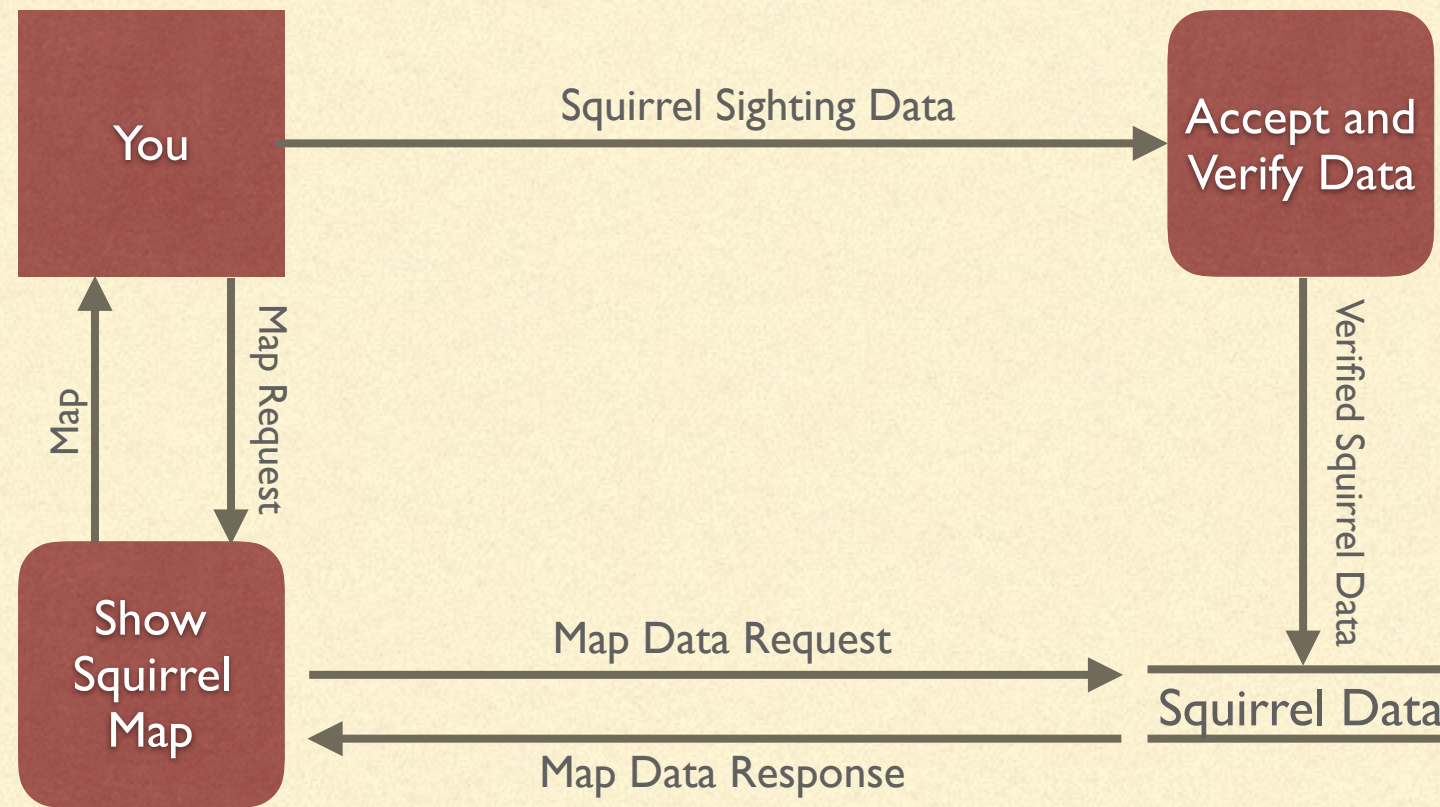 You
Squirrel Sighting Data
Accept and
Verify Data
Map
Map Request
Verified Squirrel Data
Show
Squirrel
Map
Map Data Request
Squirrel Data
Map Data Response